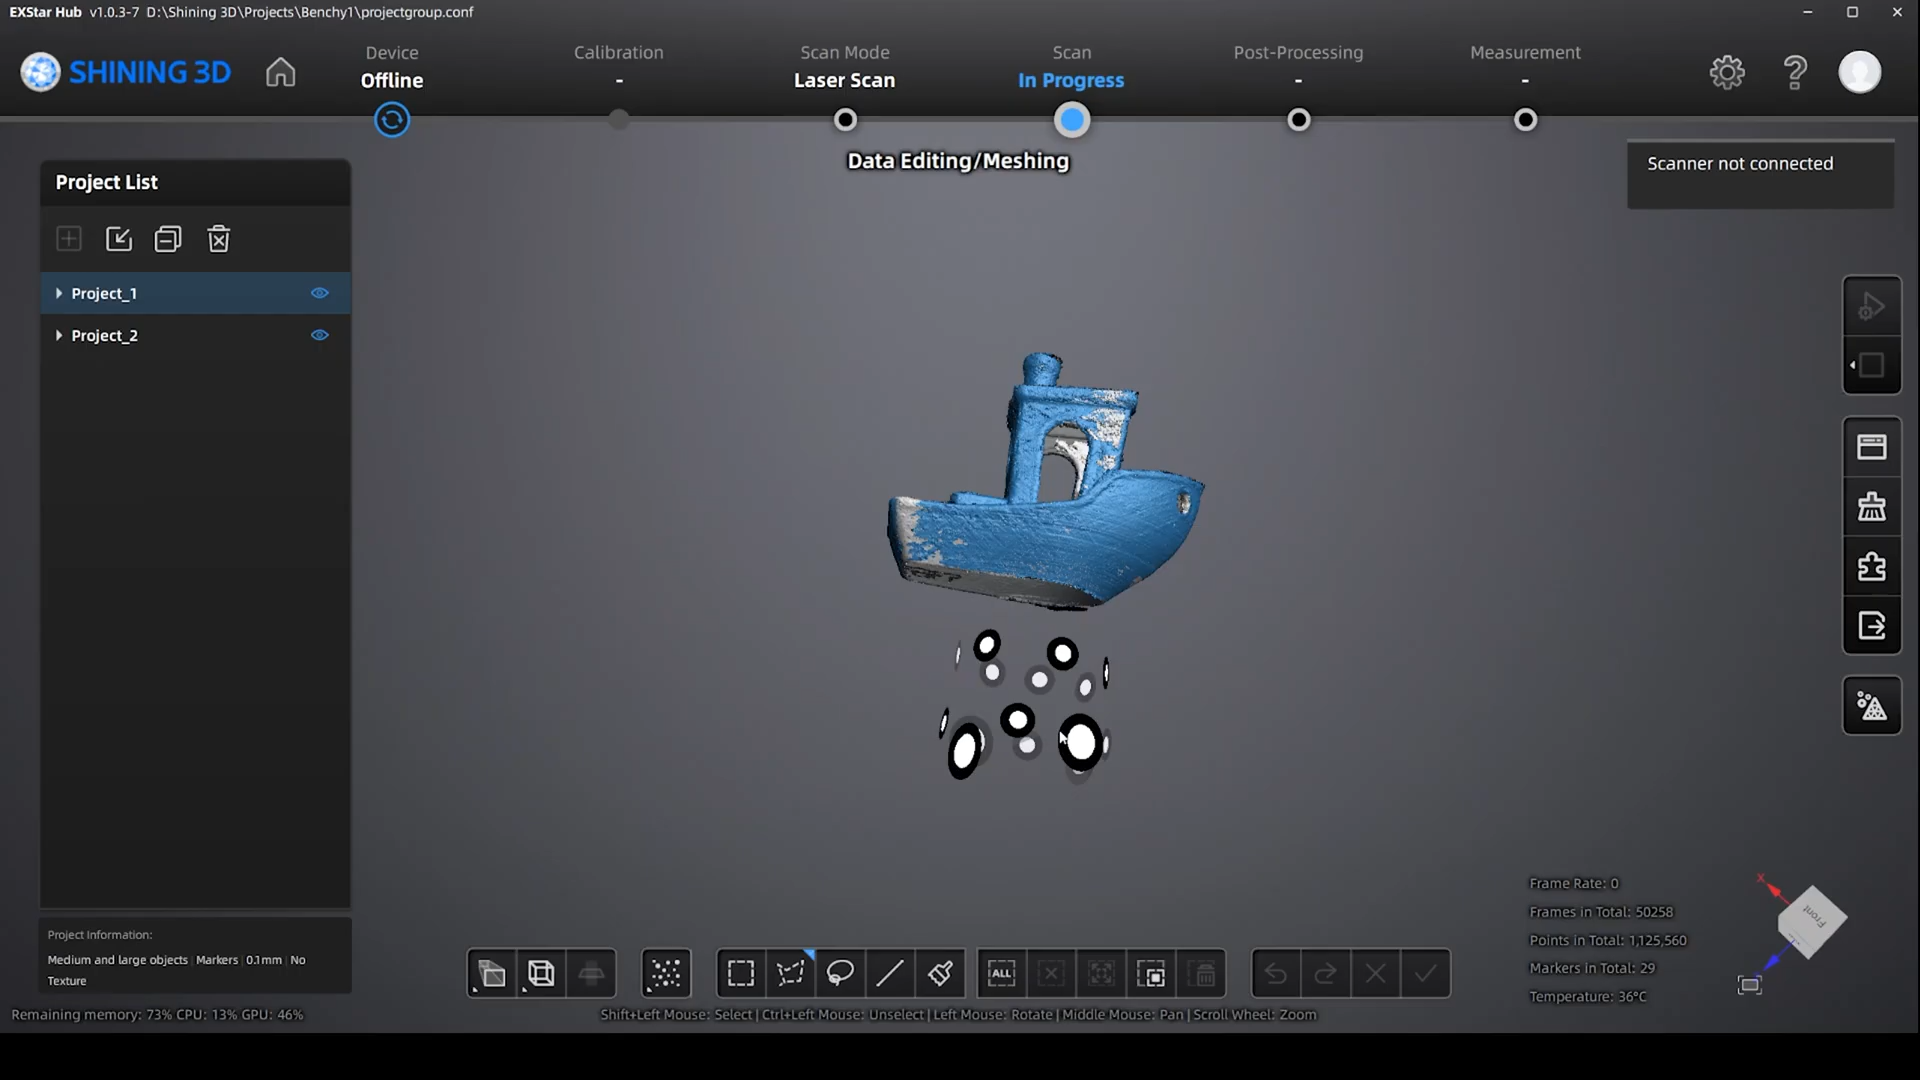 EXStar Hub v1.0.3-7 D:\Shining 3D\Projects\Benchy1\projectgroup.conf
SHINING 3D
Device
Offline
Calibration
-
Scan Mode
Laser Scan
Scan
In Progress
Post-Processing
-
Measurement
-
Data Editing/Meshing
Scanner not connected
Project List
Project_1
Project_2
Project Information:
Medium and large objects | Markers | 0.1mm | No
Texture
Remaining memory: 73% CPU: 13% GPU: 46%
ALL
Shift+Left Mouse: Select | Ctrl+Left Mouse: Unselect | Left Mouse: Rotate | Middle Mouse: Pan | Scroll Wheel: Zoom
Frame Rate: 0
Frames in Total: 50258
Points in Total: 1,125,560
Markers in Total: 29
Temperature: 36°C
X
Front